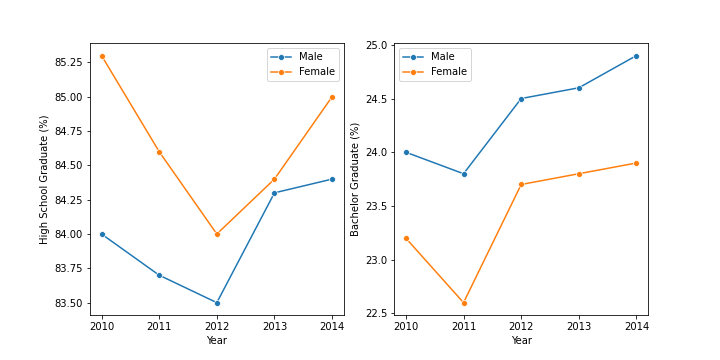 High School Graduate (%)
85.25
85.00
84.75
84.50
84.25
84.00
83.75
83.50
Male
Female
2010 2011 2012 2013 2014
Year
Bachelor Graduate (%)
25.0
24.5
24.0
23.5
23.0
22.5
Male
Female
2010 2011 2012 2013 2014
Year